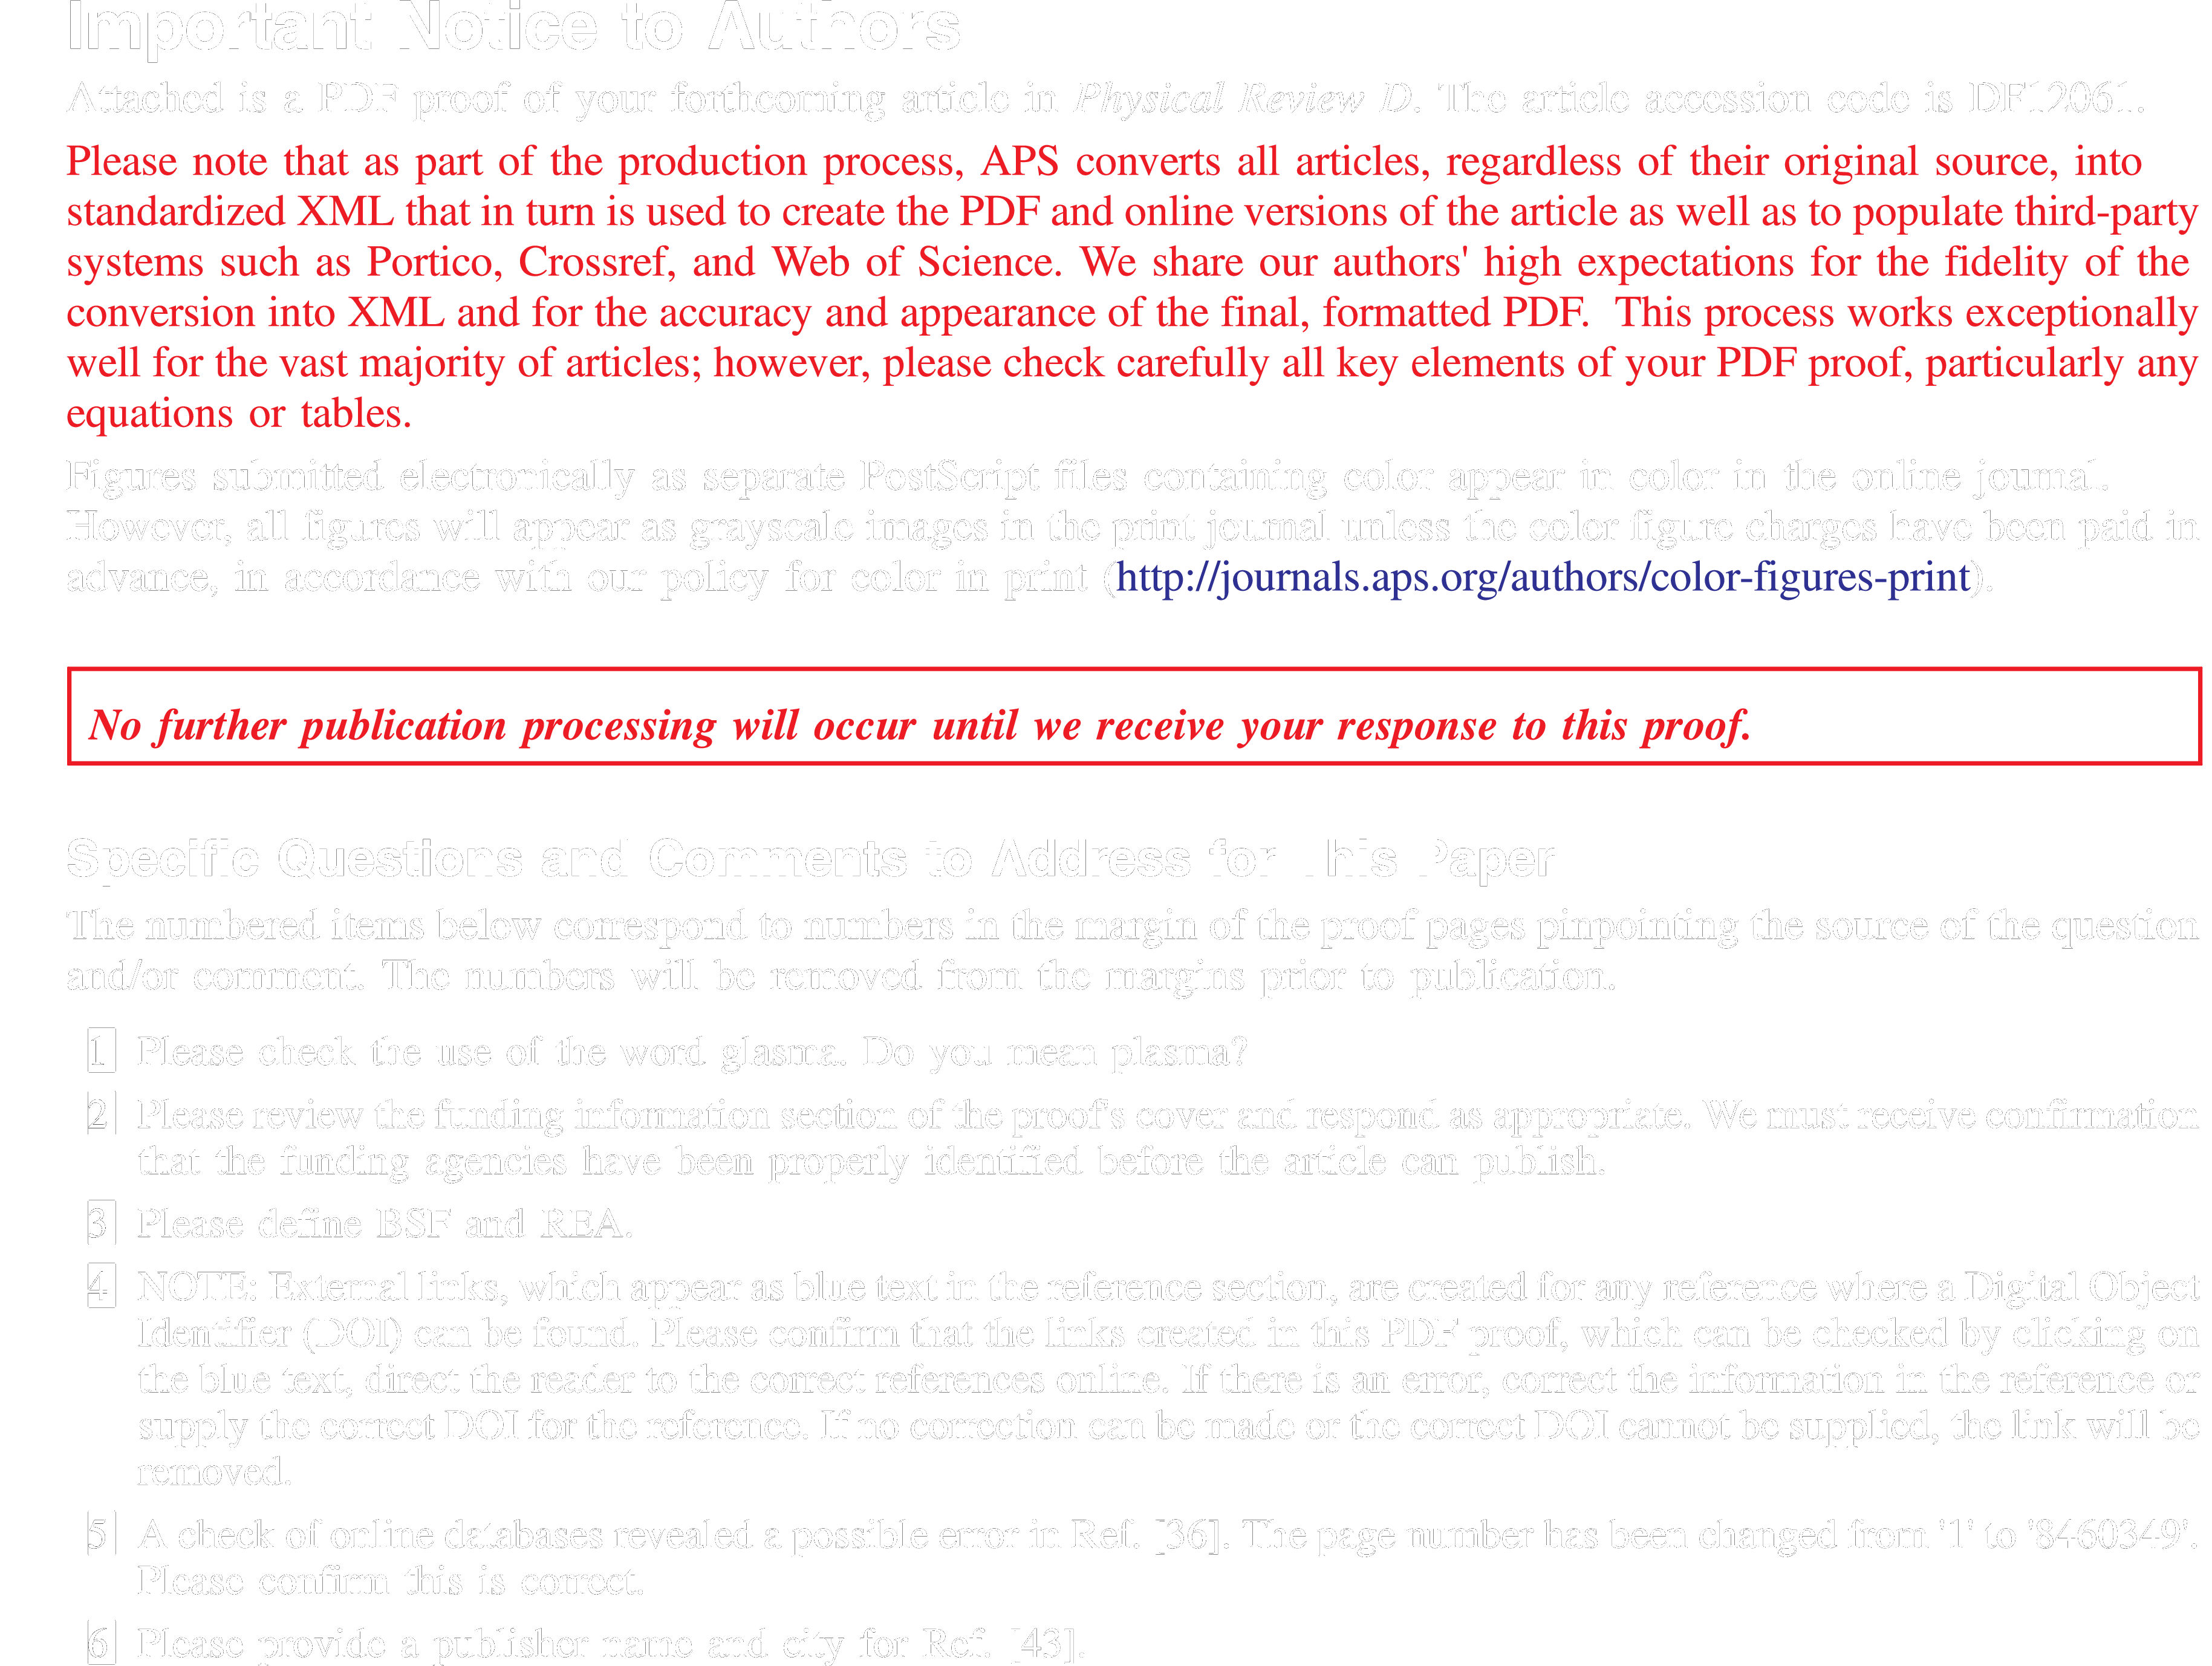 Important Notice to Authors
Attached is a PDF proof of your forthcoming article in Physical Review D. The article accession code is DF12061.
Please note that as part of the production process, APS converts all articles, regardless of their original source, into
standardized XML that in turn is used to create the PDF and online versions of the article as well as to populate third-party
systems such as Portico, Crossref, and Web of Science. We share our authors' high expectations for the fidelity of the
conversion into XML and for the accuracy and appearance of the final, formatted PDF. This process works exceptionally
well for the vast majority of articles; however, please check carefully all key elements of your PDF proof, particularly any
equations or tables.
Figures submitted electronically as separate PostScript files containing color appear in color in the online journal.
However, all figures will appear as grayscale images in the print journal unless the color figure charges have been paid in
advance, in accordance with our policy for color in print (http://journals.aps.org/authors/color-figures-print).
No further publication processing will occur until we receive your response to this proof.
Specific Questions and Comments to Address for This Paper
The numbered items below correspond to numbers in the margin of the proof pages pinpointing the source of the question
and/or comment. The numbers will be removed from the margins prior to publication.
1 Please check the use of the word glasma. Do you mean plasma?
2 Please review the funding information section of the proof's cover and respond as appropriate. We must receive confirmation
that the funding agencies have been properly identified before the article can publish.
3 Please define BSF and REA.
4 NOTE: External links, which appear as blue text in the reference section, are created for any reference where a Digital Object
Identifier (DOI) can be found. Please confirm that the links created in this PDF proof, which can be checked by clicking on
the blue text, direct the reader to the correct references online. If there is an error, correct the information in the reference or
supply the correct DOI for the reference. If no correction can be made or the correct DOI cannot be supplied, the link will be
removed.
5 A check of online databases revealed a possible error in Ref. [36]. The page number has been changed from '1' to '8460349'.
Please confirm this is correct.
6 Please provide a publisher name and city for Ref. [43].